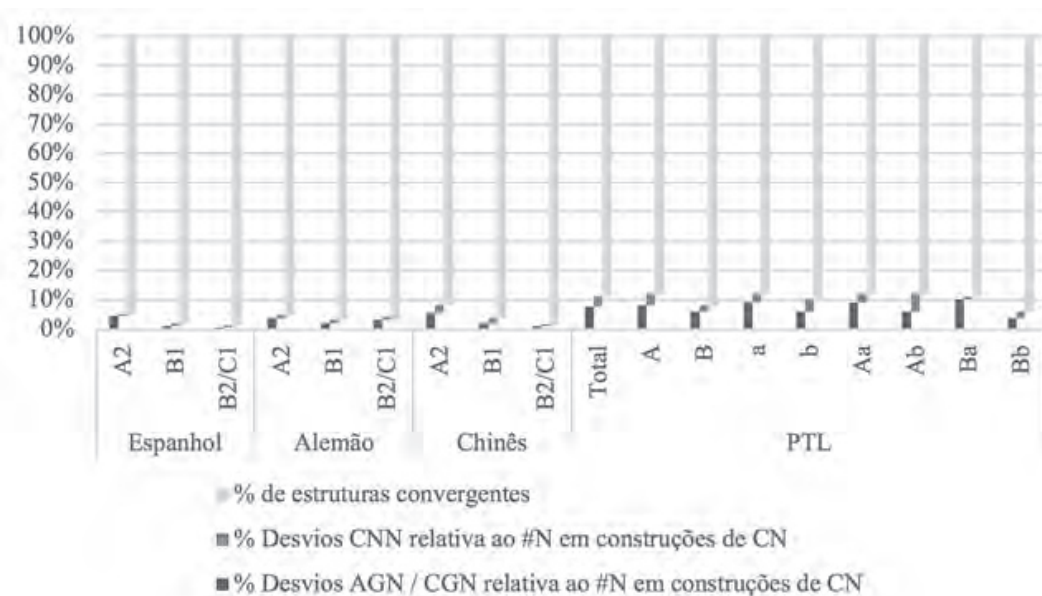 100%
90%
80%
70%
60%
50%
40%
30%
20%
10%
0%
A2 B1 B2/C1 A2 B1 B2/C1 A2 B1 B2/C1 Total A B a b Aa Ab Ba Bb
Espanhol Alemão Chinês PTL
% de estruturas convergentes
% Desvios CNN relativa ao #N em construções de CN
% Desvios AGN / CGN relativa ao #N em construções de CN